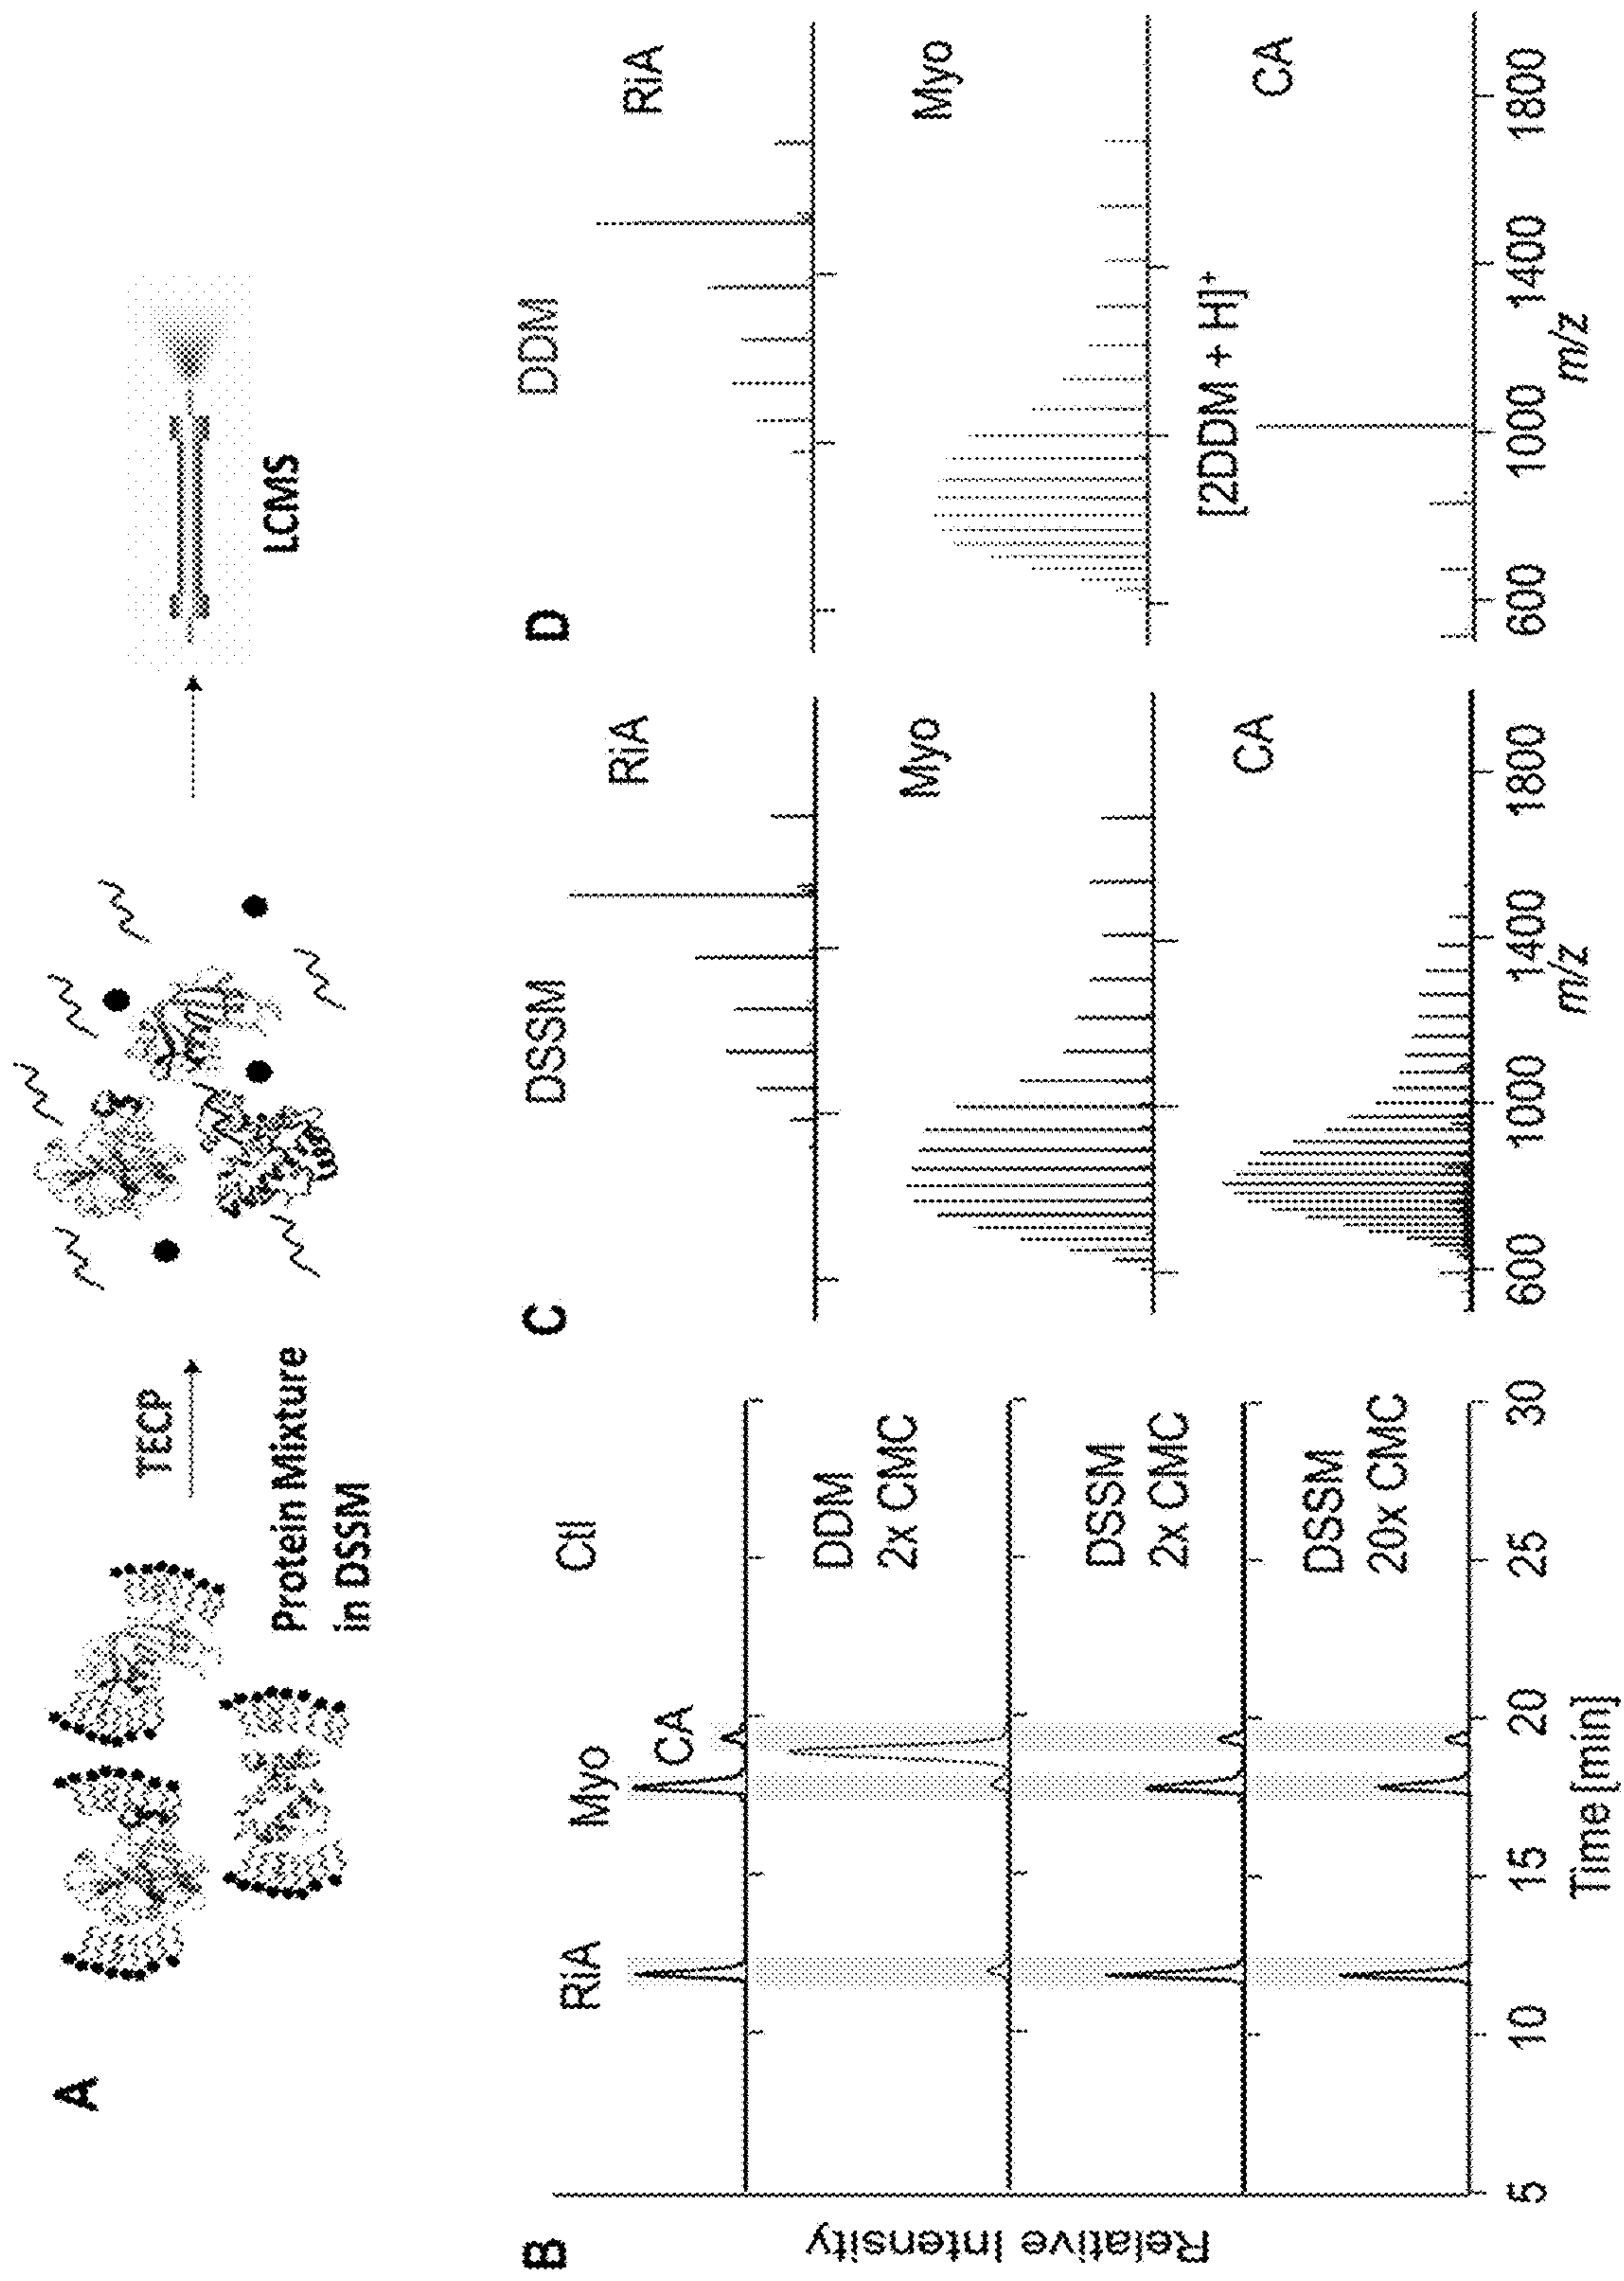 A
TECP
Protein Mixture
in DSSM
LCMS
B
Relative Intensity
RiA
Myo
CA
Ctl
DDM
2x CMC
DSSM
2x CMC
DSSM
20x CMC
5 10 15 20 25 30
Time [min]
C
DSSM
RiA
Myo
CA
600 1000 1400 1800
m/z
D
DDM
RiA
Myo
[2DDM + H]⁺
CA
600 1000 1400 1800
m/z